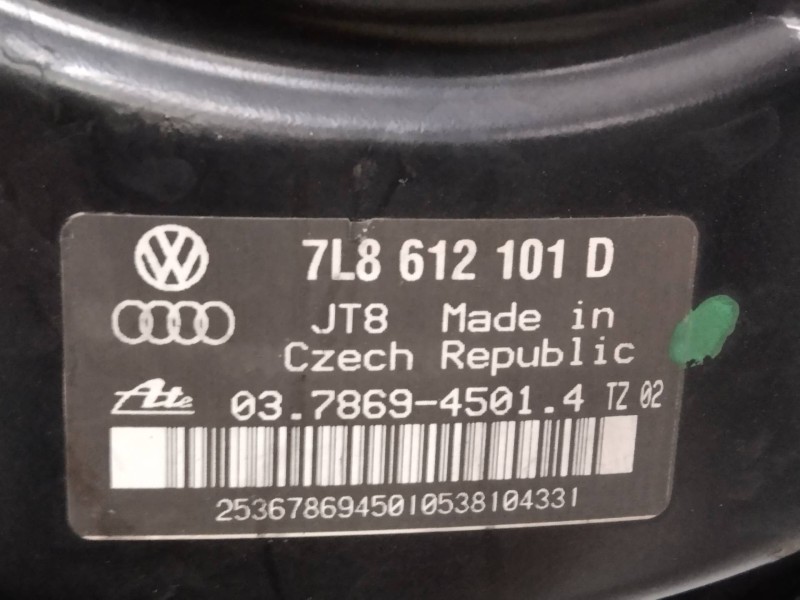 7L8 612 101 D
JT8 Made in
Czech Republic
Ate 03.7869-4501.4 TZ 02
2536786945010538104331